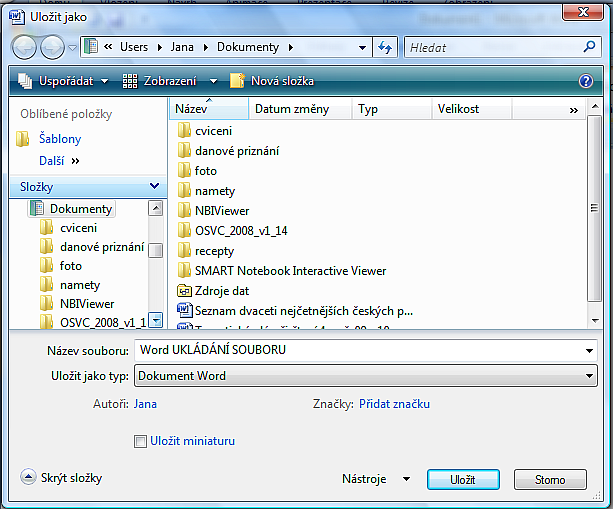 Uložit jako
Users Jana Dokumenty
Hledat
Uspořádat Zobrazení Nová složka
Oblíbené položky
Šablony
Další »
Složky
Dokumenty
cviceni
danové priznání
foto
namety
NBIViewer
OSVC_2008_v1_1
Název Datum změny Typ Velikost »
cviceni
danové priznání
foto
namety
NBIViewer
OSVC_2008_v1_14
recepty
SMART Notebook Interactive Viewer
Zdroje dat
Seznam dvaceti nejčetnějších českých p...
Název souboru: Word UKLÁDÁNÍ SOUBORU
Uložit jako typ: Dokument Word
Autoři: Jana Značky: Přidat značku
Uložit miniaturu
Skrýt složky Nástroje Uložit Storno